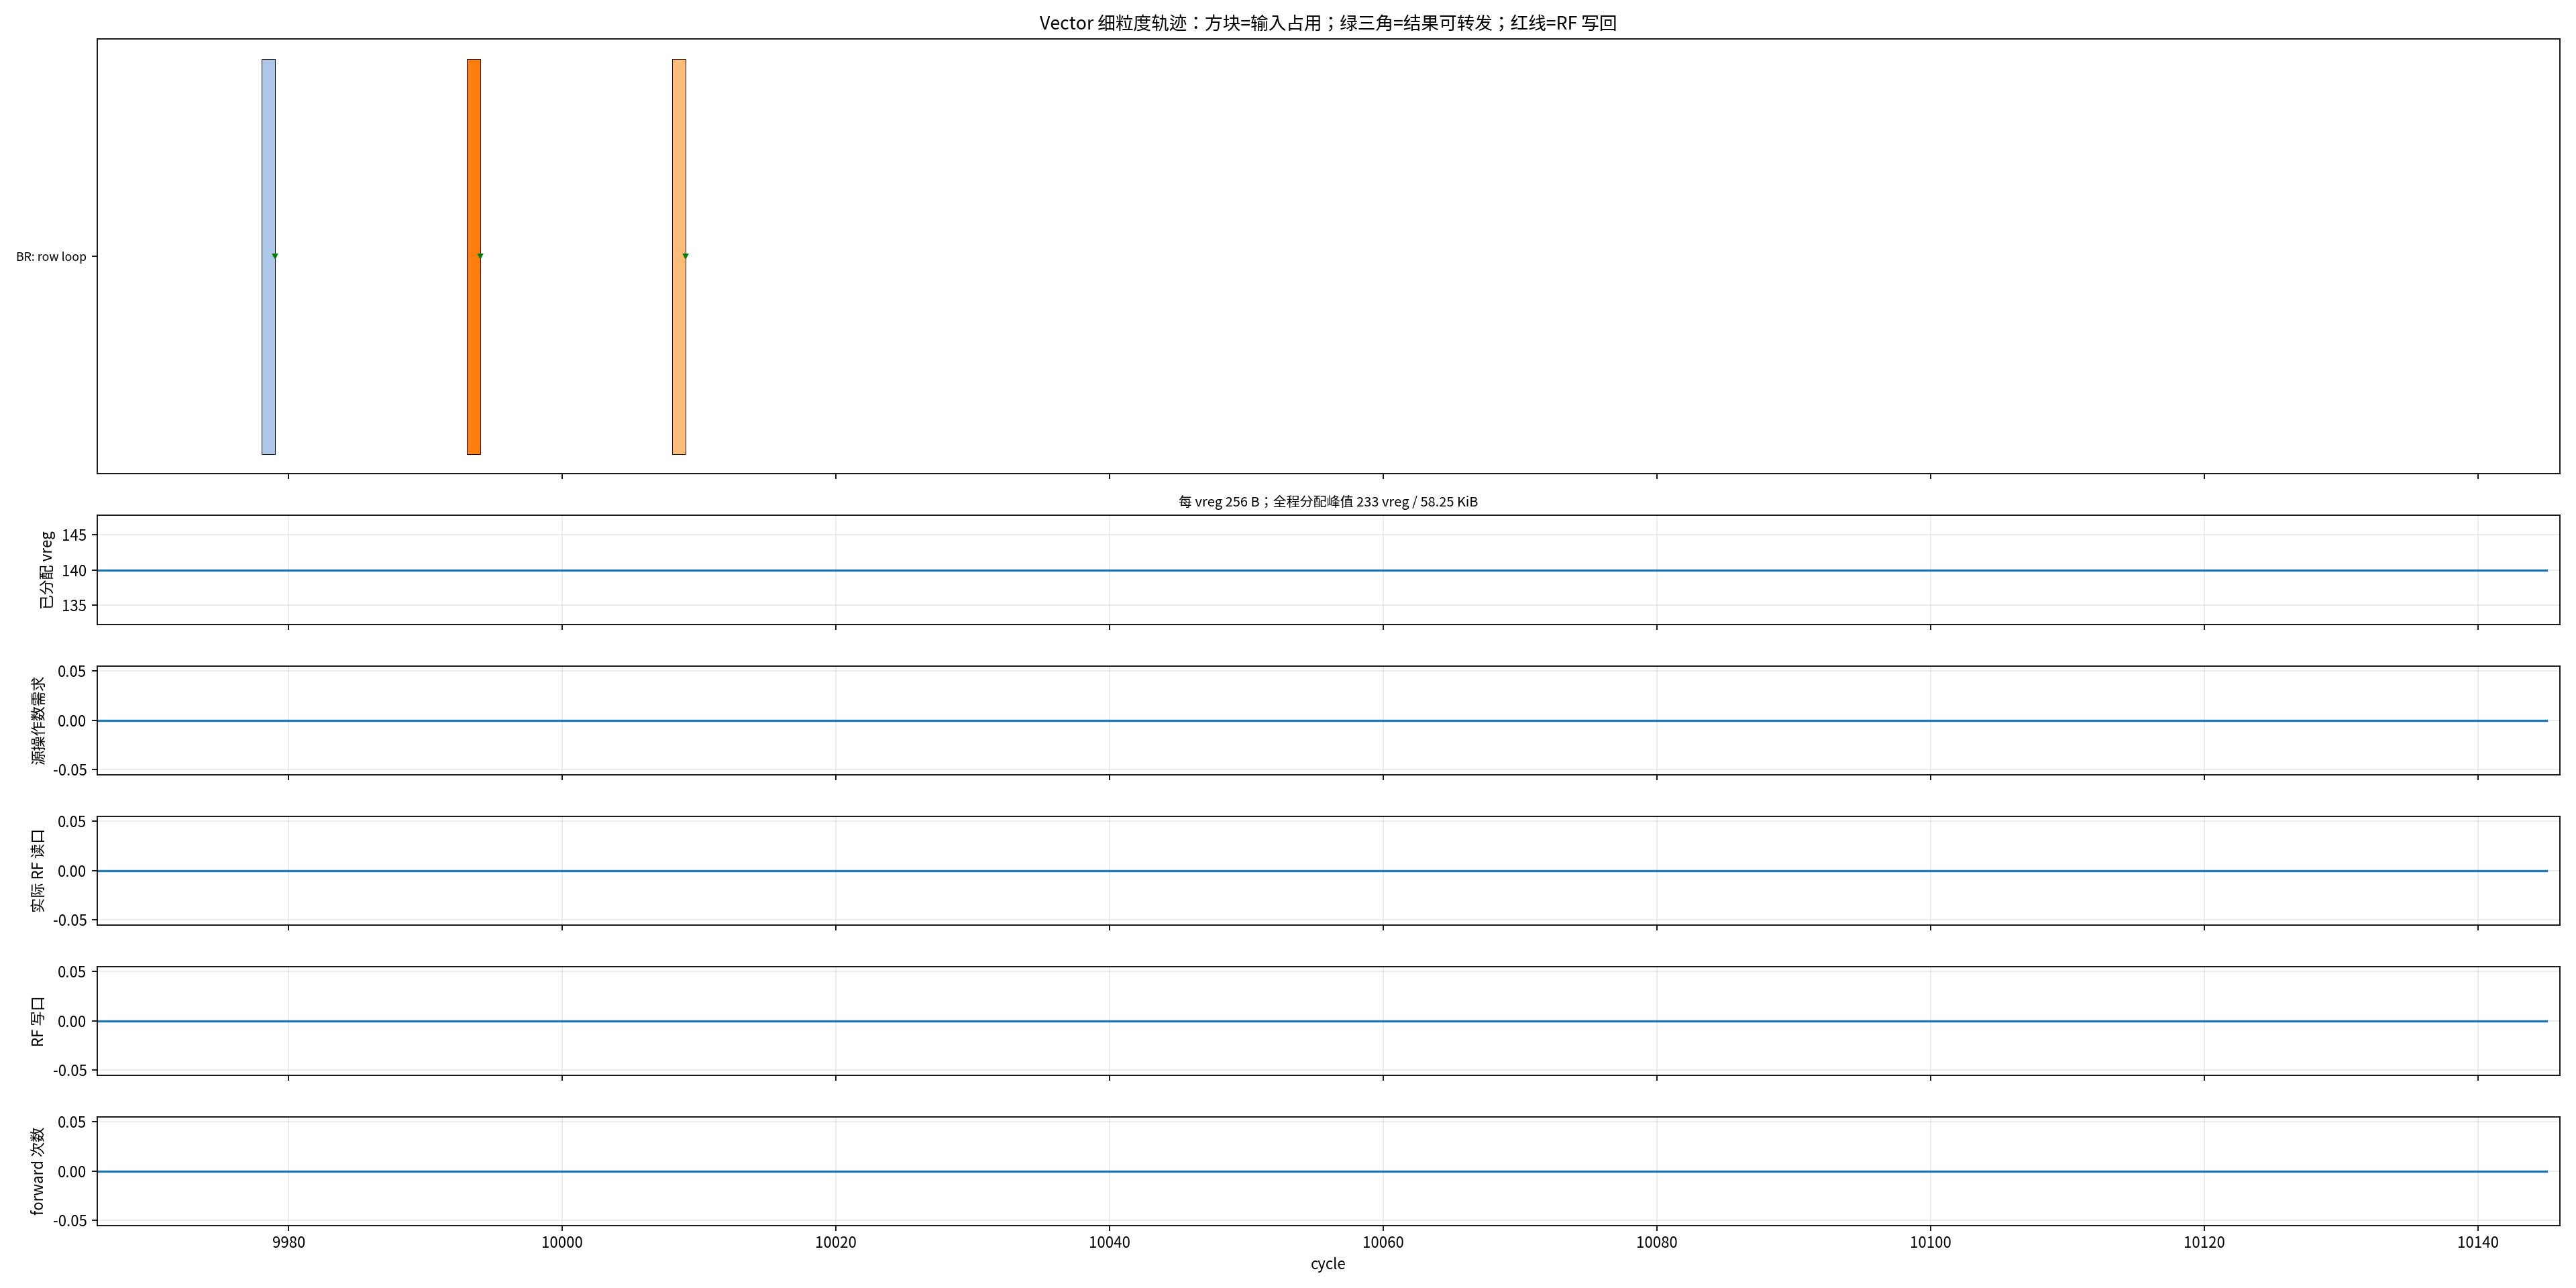 Vector 细粒度轨迹：方块=输入占用；绿三角=结果可转发；红线=RF 写回
BR: row loop
每 vreg 256 B；全程分配峰值 233 vreg / 58.25 KiB
已分配 vreg
145
140
135
源操作数需求
0.05
0.00
-0.05
实际 RF 读口
0.05
0.00
-0.05
RF 写口
0.05
0.00
-0.05
forward 次数
0.05
0.00
-0.05
9980 10000 10020 10040 10060 10080 10100 10120 10140
cycle